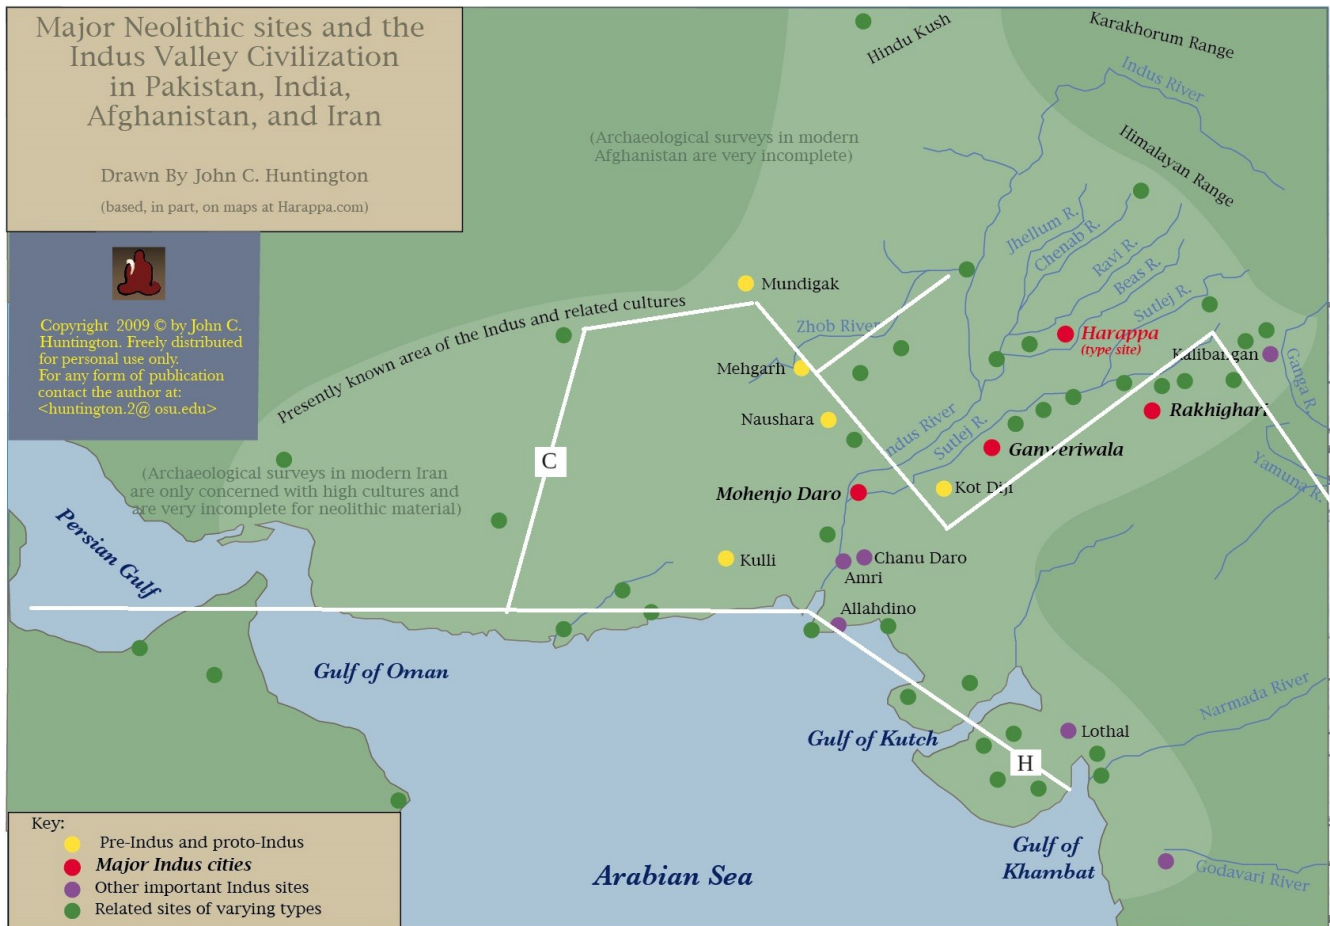 Major Neolithic sites and the
Indus Valley Civilization
in Pakistan, India,
Afghanistan, and Iran
Drawn By John C. Huntington
(based, in part, on maps at Harappa.com)
Copyright 2009 © by John C.
Huntington. Freely distributed
for personal use only.
For any form of publication
contact the author at:
<huntington.2@ osu.edu>
Hindu Kush
Karakhorum Range
Indus River
Himalayan Range
(Archaeological surveys in modern
Afghanistan are very incomplete)
Jhellum R.
Chenab R.
Ravi R.
Beas R.
Sutlej R.
Mundigak
Presently known area of the Indus and related cultures
Zhob River
Harappa
(type site)
Kalibangan
Ganga R.
Mehgarh
Naushara
Rakhighari
Indus River
Sutlej R.
Ganweriwala
Yamuna R.
C
(Archaeological surveys in modern Iran
are only concerned with high cultures and
are very incomplete for neolithic material)
Mohenjo Daro
Kot Diji
Persian Gulf
Kulli
Chanu Daro
Amri
Allahdino
Gulf of Oman
Narmada River
Gulf of Kutch
Lothal
H
Gulf of
Khambat
Arabian Sea
Godavari River
Key:
Pre-Indus and proto-Indus
Major Indus cities
Other important Indus sites
Related sites of varying types